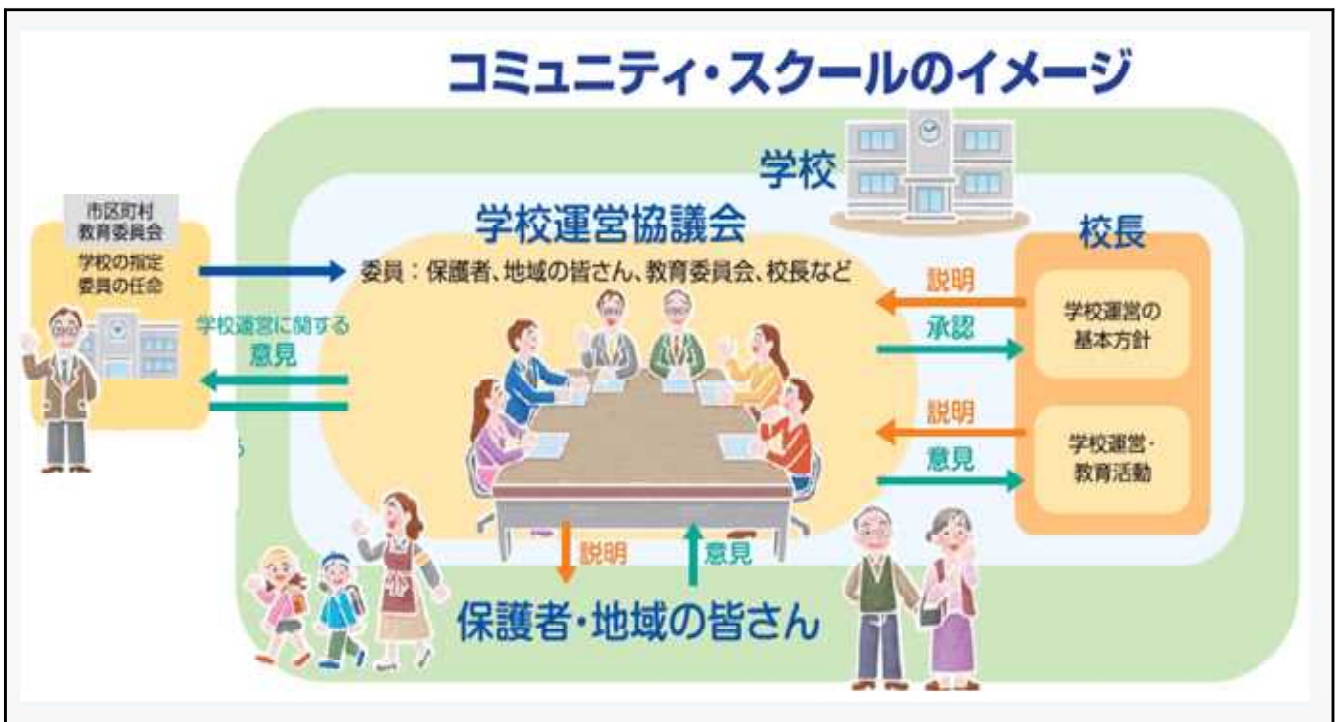 コミュニティ・スクールのイメージ
学校
学校運営協議会
委員：保護者、地域の皆さん、教育委員会、校長など
市区町村
教育委員会
学校の指定
委員の任命
学校運営に関する
意見
校長
説明
承認
学校運営の
基本方針
説明
意見
学校運営・
教育活動
説明
意見
保護者・地域の皆さん